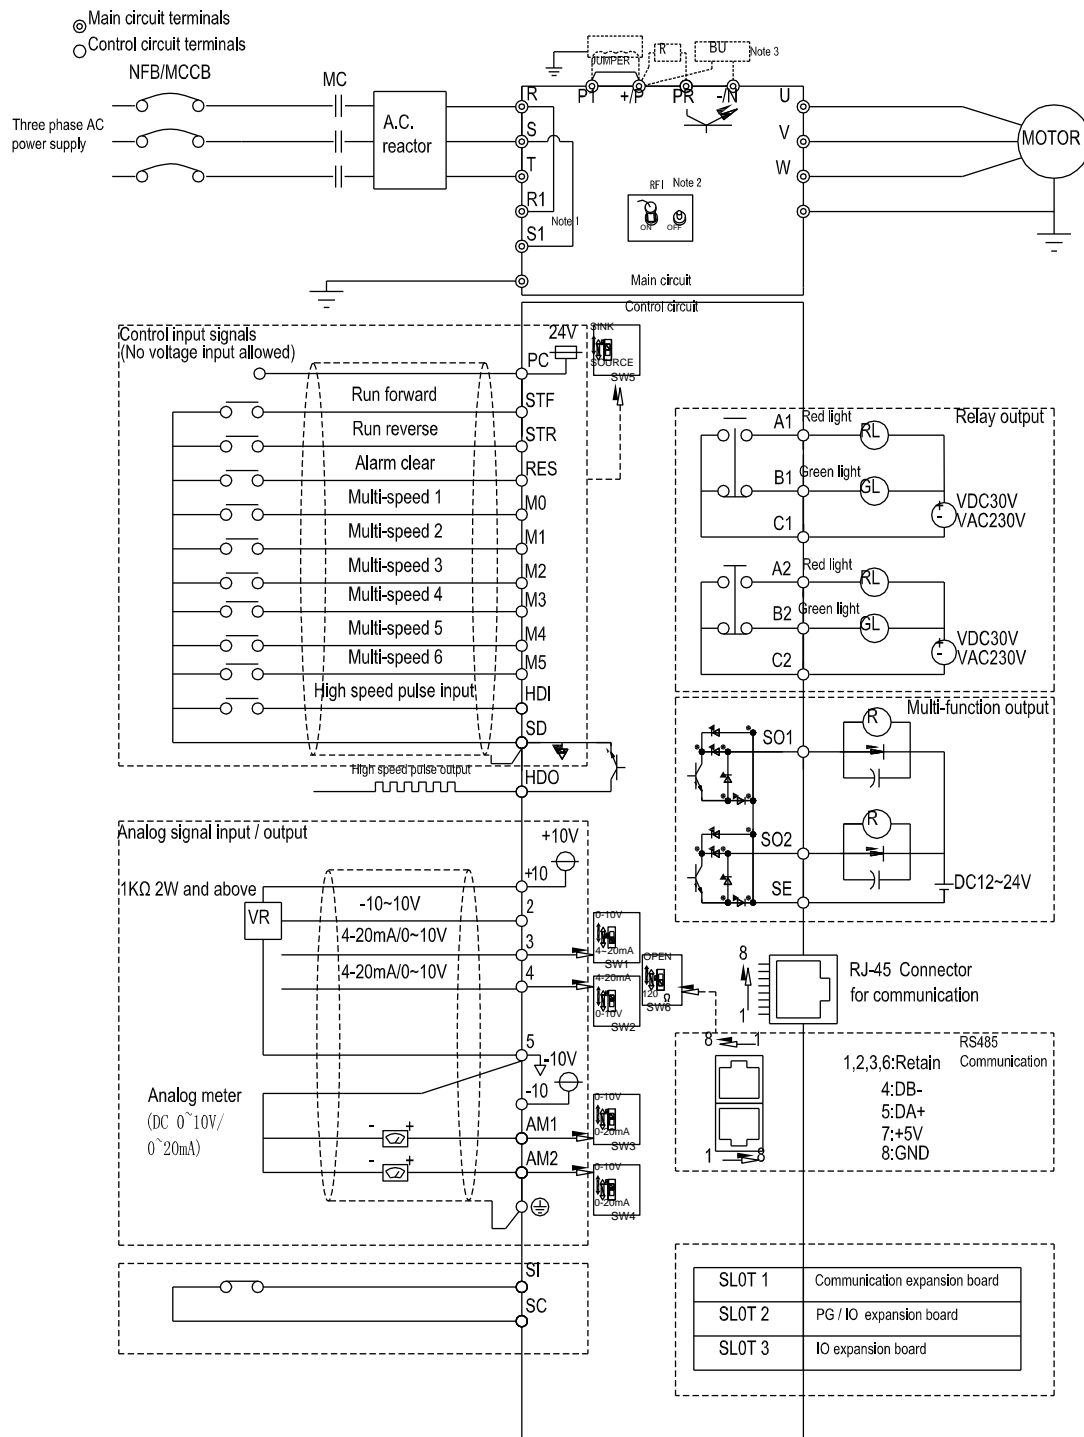 Main circuit terminals
Control circuit terminals
NFB/MCCB
MC
Three phase AC
power supply
A.C.
reactor
R
S
T
R1
S1
Note 1
JUMPER
R
BU
Note 3
P1
+/P
PR
-/N
U
V
W
MOTOR
RFI
Note 2
ON
OFF
Main circuit
Control circuit
Control input signals
(No voltage input allowed)
24V
PC
SINK
SOURCE
SW5
Run forward
STF
Run reverse
STR
Alarm clear
RES
Multi-speed 1
M0
Multi-speed 2
M1
Multi-speed 3
M2
Multi-speed 4
M3
Multi-speed 5
M4
Multi-speed 6
M5
High speed pulse input
HDI
SD
High speed pulse output
HDO
Relay output
A1
Red light
RL
B1
Green light
GL
C1
+
-
VDC30V
VAC230V
A2
Red light
RL
B2
Green light
GL
C2
+
-
VDC30V
VAC230V
Multi-function output
SO1
R
SO2
R
SE
DC12~24V
Analog signal input / output
+10V
+10
1KΩ 2W and above
VR
-10~10V
2
4-20mA/0~10V
3
4-20mA/0~10V
4
0-10V
4~20mA
SW1
4-20mA
0-10V
SW2
OPEN
120
Ω
SW6
5
-10V
-10
Analog meter
(DC 0~10V/
0~20mA)
-
+
AM1
-
+
AM2
0-10V
0-20mA
SW3
0-10V
0-20mA
SW4
8
1
RJ-45 Connector
for communication
8
1
1
8
RS485
Communication
1,2,3,6:Retain
4:DB-
5:DA+
7:+5V
8:GND
SI
SC
SLOT 1
Communication expansion board
SLOT 2
PG / IO expansion board
SLOT 3
IO expansion board